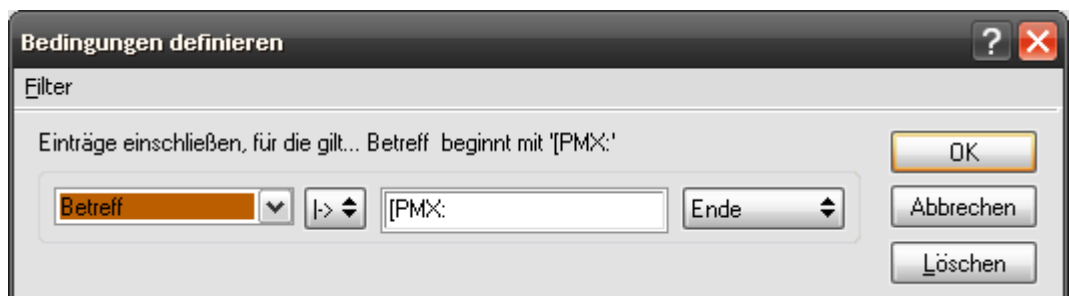 Bedingungen definieren
Filter
Einträge einschließen, für die gilt... Betreff beginnt mit '[PMX:'
OK
Betreff |-> [PMX: Ende
Abbrechen
Löschen